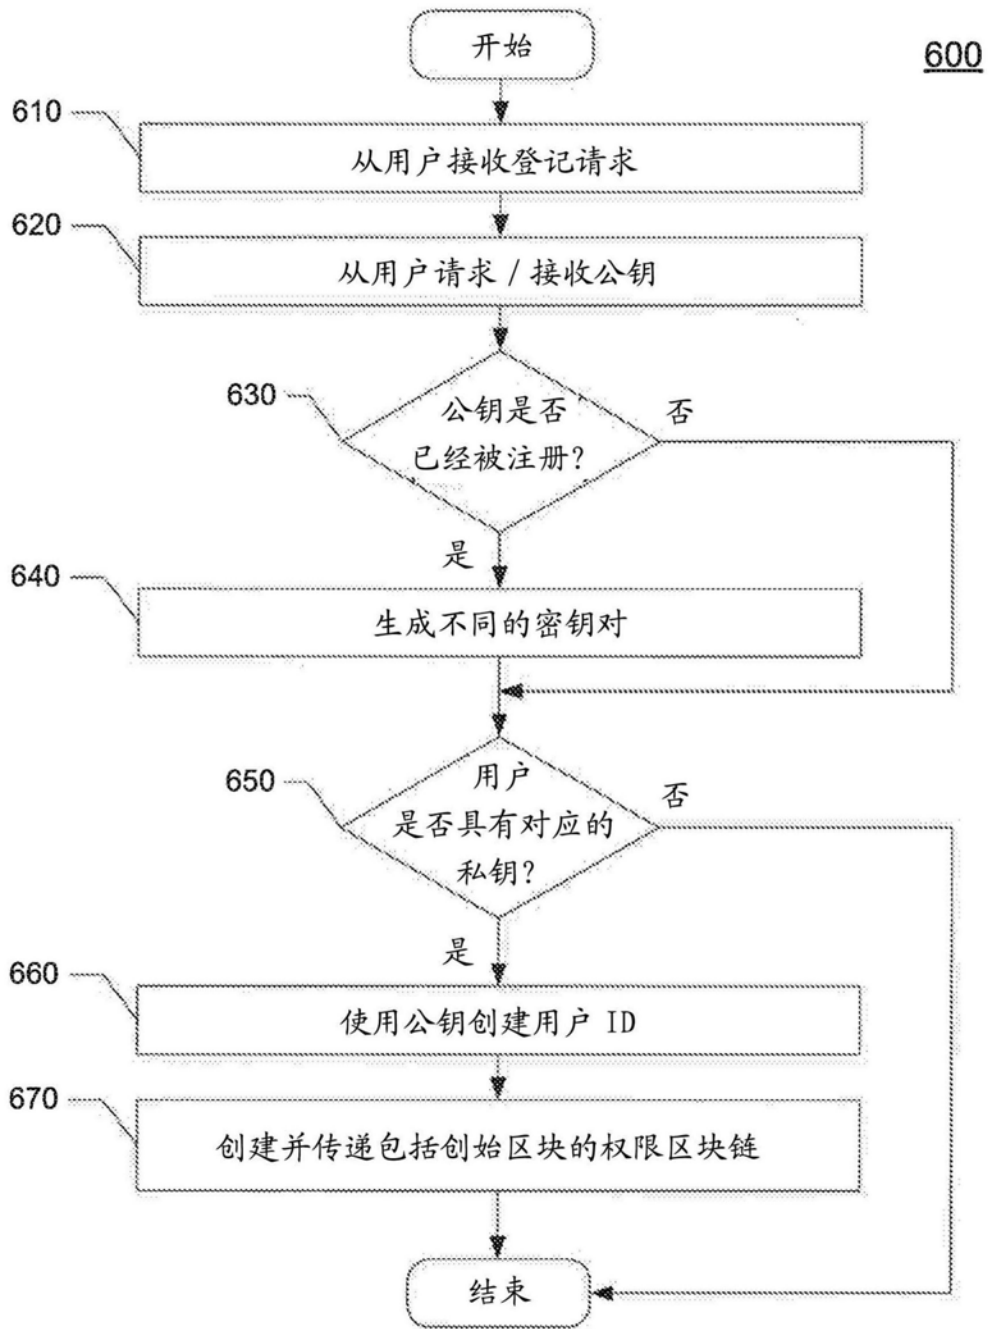 开始
600
610
从用户接收登记请求
620
从用户请求 / 接收公钥
630
公钥是否
已经被注册?
否
是
640
生成不同的密钥对
650
用户
是否具有对应的
私钥?
否
是
660
使用公钥创建用户 ID
670
创建并传递包括创始区块的权限区块链
结束